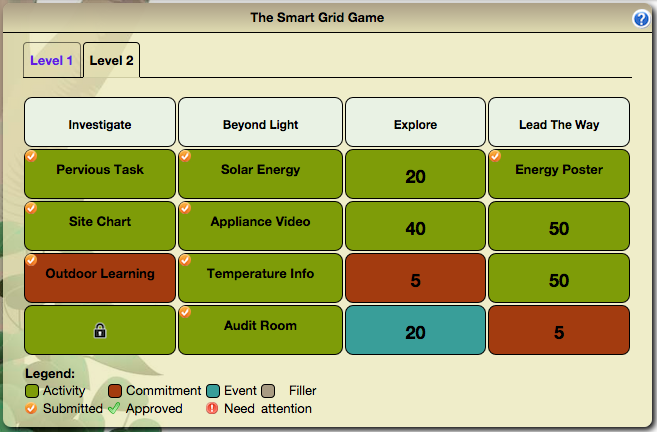 The Smart Grid Game
?
Level 1 Level 2
Investigate Beyond Light Explore Lead The Way
Pervious Task Solar Energy 20 Energy Poster
Site Chart Appliance Video 40 50
Outdoor Learning Temperature Info 5 50
Audit Room 20 5
Legend:
Activity Commitment Event Filler
Submitted Approved Need attention